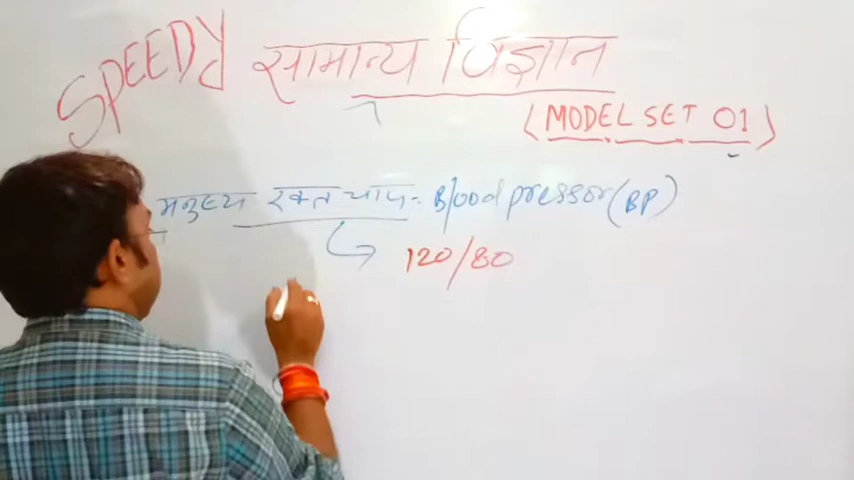 SPEEDY सामान्य विज्ञान
(MODEL SET 01)
मनुष्य रक्त चाप - Blood pressor (BP)
120/80